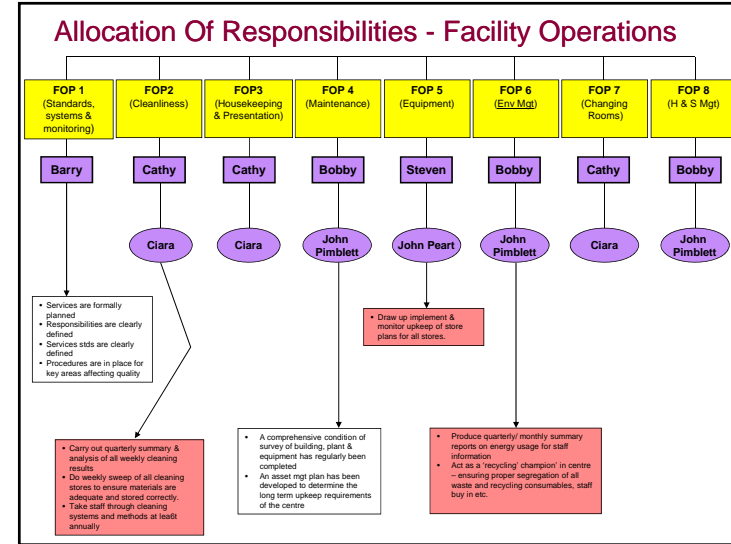 Allocation Of Responsibilities - Facility Operations
FOP 1
(Standards,
systems &
monitoring)
FOP2
(Cleanliness)
FOP3
(Housekeeping
& Presentation)
FOP 4
(Maintenance)
FOP 5
(Equipment)
FOP 6
(Env Mgt)
FOP 7
(Changing
Rooms)
FOP 8
(H & S Mgt)
Barry
Cathy
Cathy
Bobby
Steven
Bobby
Cathy
Bobby
Ciara
Ciara
John
Pimblett
John Peart
John
Pimblett
Ciara
John
Pimblett
▪ Services are formally
planned
▪ Responsibilities are clearly
defined
▪ Services stds are clearly
defined
▪ Procedures are in place for
key areas affecting quality
▪ Draw up implement &
monitor upkeep of store
plans for all stores.
▪ Carry out quarterly summary &
analysis of all weekly cleaning
results
▪ Do weekly sweep of all cleaning
stores to ensure materials are
adequate and stored correctly.
▪ Take staff through cleaning
systems and methods at lea6t
annually
• A comprehensive condition of
survey of building, plant &
equipment has regularly been
completed
• An asset mgt plan has been
developed to determine the
long term upkeep requirements
of the centre
• Produce quarterly/ monthly summary
reports on energy usage for staff
information
• Act as a 'recycling' champion' in centre
– ensuring proper segregation of all
waste and recycling consumables, staff
buy in etc.